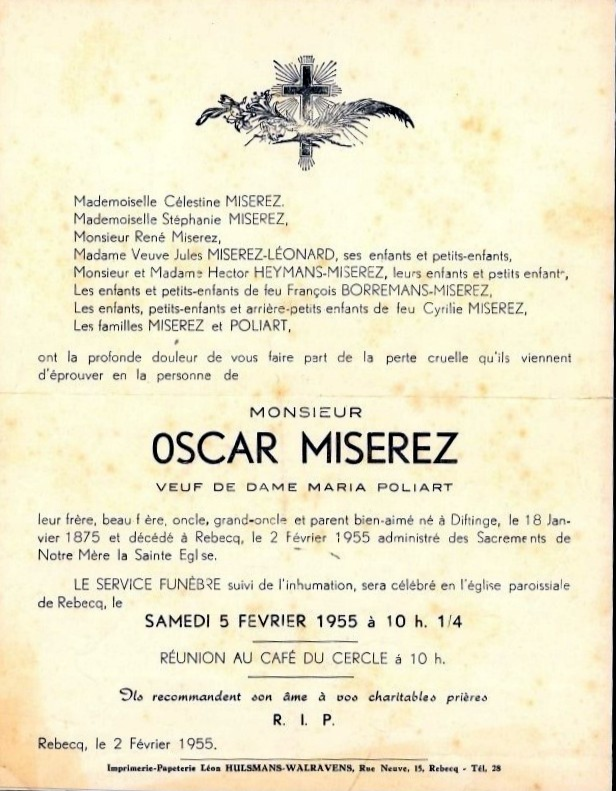 Mademoiselle Célestine MISEREZ.
Mademoiselle Stéphanie MISEREZ,
Monsieur René Miserez,
Madame Veuve Jules MISEREZ-LÉONARD, ses enfants et petits-enfants,
Monsieur et Madame Hector HEYMANS-MISEREZ, leurs enfants et petits enfants,
Les enfants et petits-enfants de feu François BORREMANS-MISEREZ,
Les enfants, petits-enfants et arrière-petits enfants de feu Cyrilie MISEREZ,
Les familles MISEREZ et POLIART,
ont la profonde douleur de vous faire part de la perte cruelle qu'ils viennent
d'éprouver en la personne de
MONSIEUR
OSCAR MISEREZ
VEUF DE DAME MARIA POLIART
leur frère, beau f ère, oncle, grand-oncle et parent bien-aimé né à Diftinge, le 18 Jan-
vier 1875 et décédé à Rebecq, le 2 Février 1955 administré des Sacrements de
Notre Mère la Sainte Egl se.
LE SERVICE FUNÈBRE suivi de l'inhumation, sera célébré en l'église paroissiale
de Rebecq, le
SAMEDI 5 FEVRIER 1955 à 10 h. 1/4
RÉUNION AU CAFÉ DU CERCLE á 10 h.
Ils recommandent son âme à vos charitables prières
R. I. P.
Rebecq, le 2 Février 1955.
Imprimerie-Papeterie Léon HULSMANS-WALRAVENS, Rue Neuve, 15, Rebecq - Tél. 28